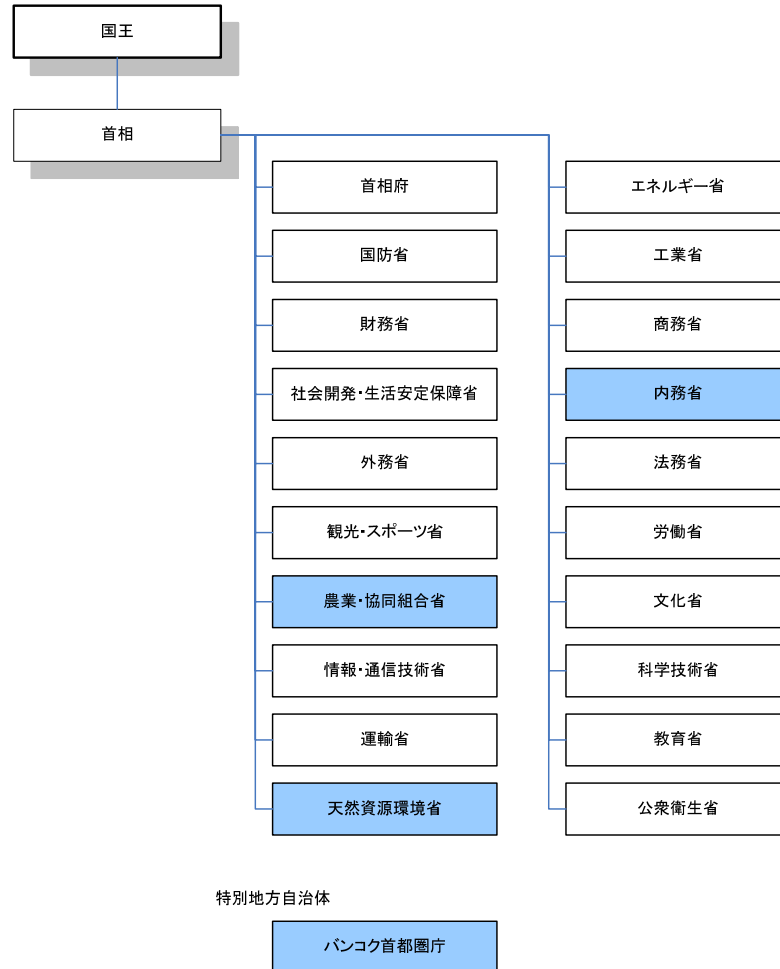 国王
首相
首相府
国防省
財務省
社会開発・生活安定保障省
外務省
観光・スポーツ省
農業・協同組合省
情報・通信技術省
運輸省
天然資源環境省
エネルギー省
工業省
商務省
内務省
法務省
労働省
文化省
科学技術省
教育省
公衆衛生省
特別地方自治体
バンコク首都圏庁